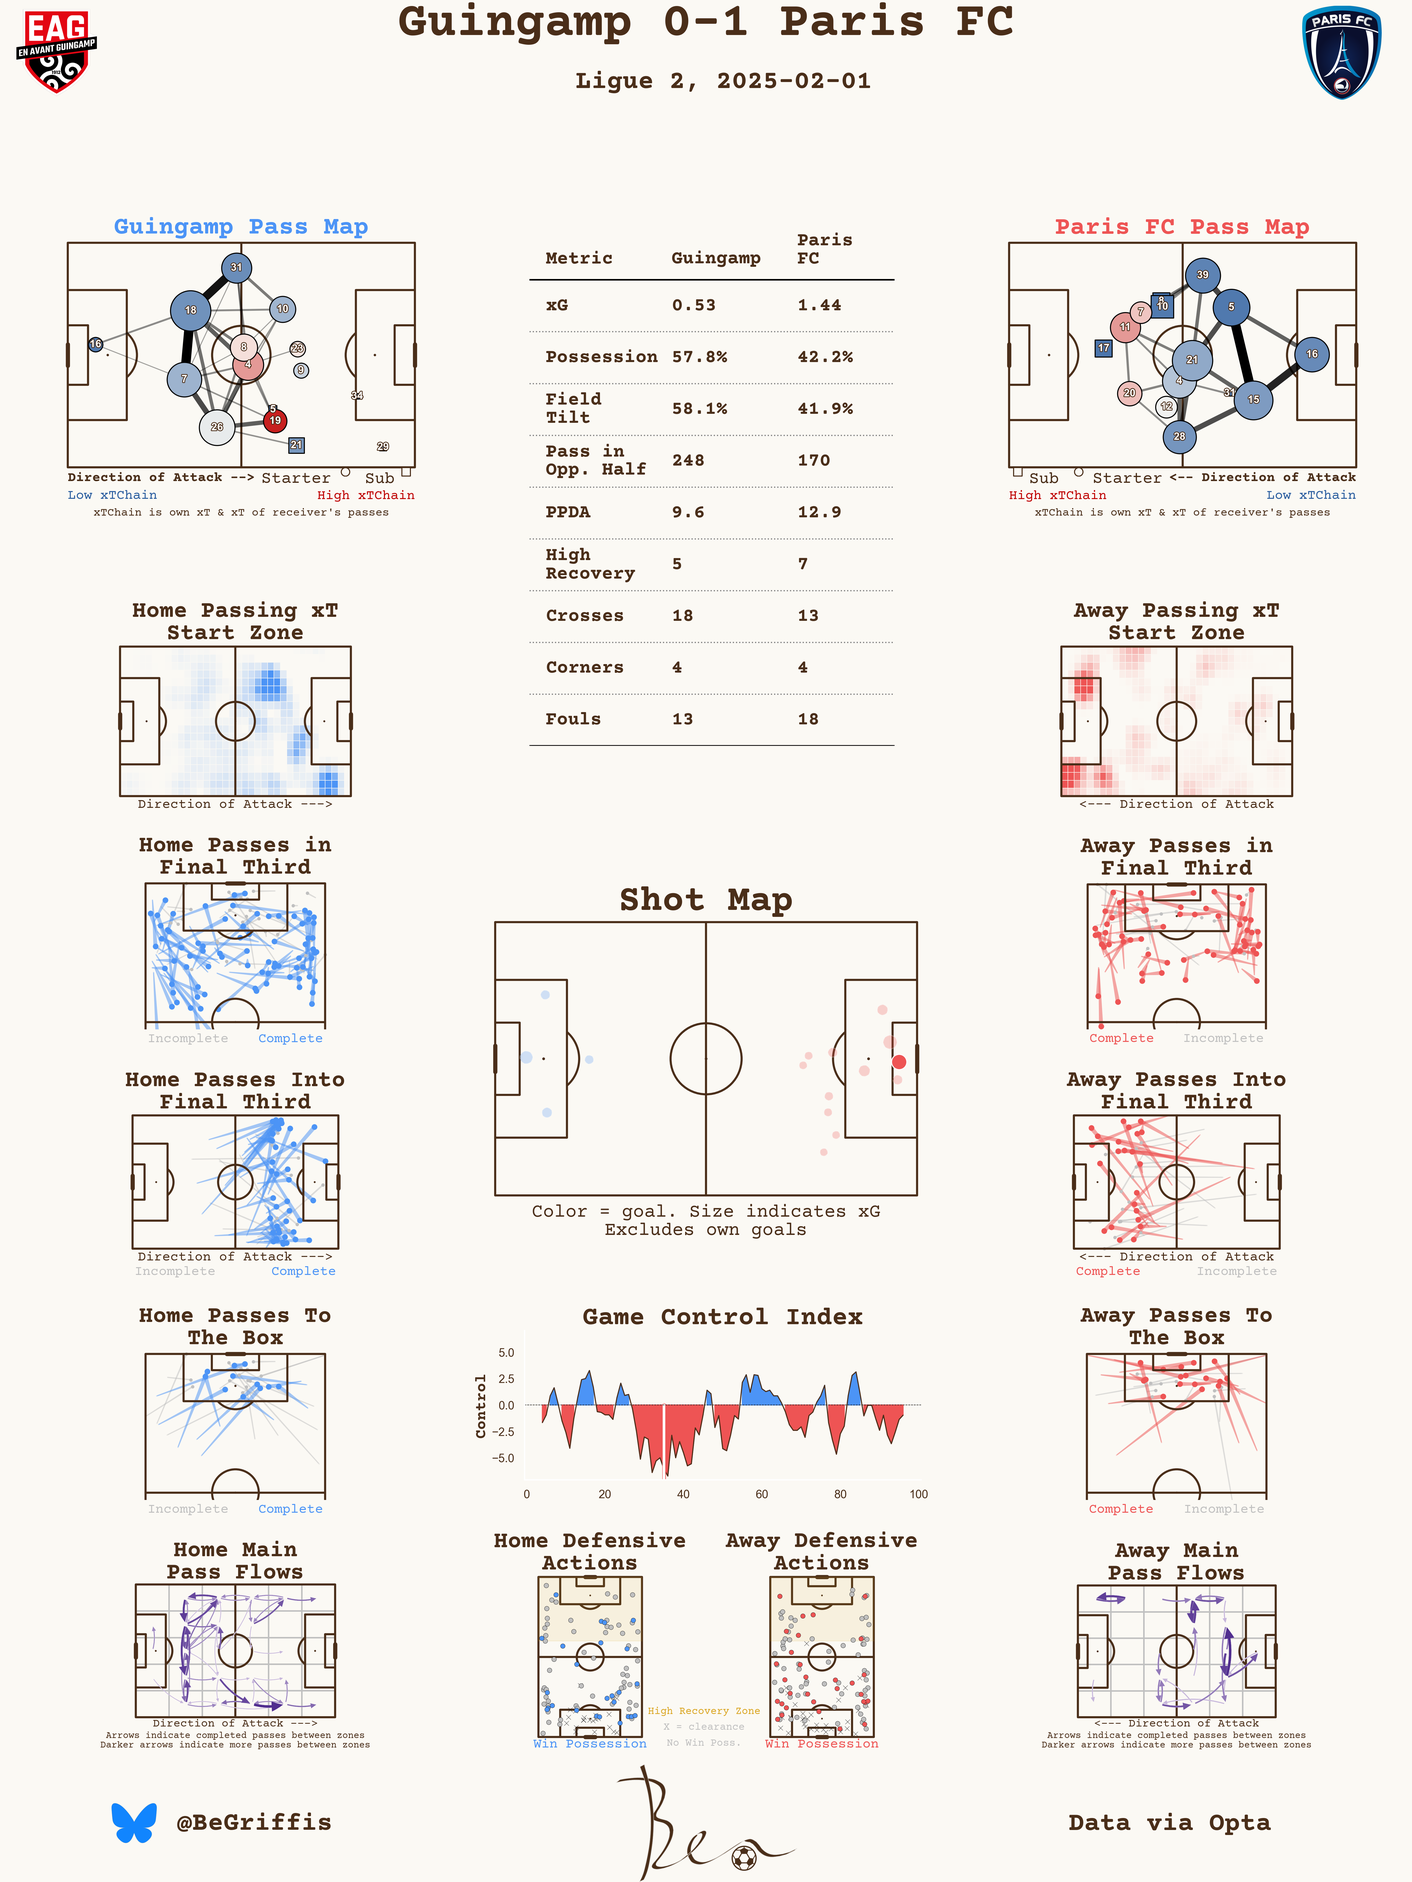 Guingamp 0-1 Paris FC
Ligue 2, 2025-02-01
EAG
EN AVANT GUINGAMP
1912
PARIS FC
Guingamp Pass Map
31
18
10
16
8
23
4
9
7
34
5
19
26
21
29
Direction of Attack --> Starter Sub
Low xTChain High xTChain
xTChain is own xT & xT of receiver's passes
Metric Guingamp Paris FC
xG 0.53 1.44
Possession 57.8% 42.2%
Field Tilt 58.1% 41.9%
Pass in Opp. Half 248 170
PPDA 9.6 12.9
High Recovery 5 7
Crosses 18 13
Corners 4 4
Fouls 13 18
Paris FC Pass Map
39
10
5
7
11
17
16
21
4
20
31
15
12
28
Sub Starter <-- Direction of Attack
High xTChain Low xTChain
xTChain is own xT & xT of receiver's passes
Home Passing xT
Start Zone
Direction of Attack --->
Away Passing xT
Start Zone
<--- Direction of Attack
Home Passes in
Final Third
Incomplete Complete
Away Passes in
Final Third
Complete Incomplete
Shot Map
Color = goal. Size indicates xG
Excludes own goals
Home Passes Into
Final Third
Direction of Attack --->
Incomplete Complete
Away Passes Into
Final Third
<--- Direction of Attack
Complete Incomplete
Home Passes To
The Box
Incomplete Complete
Game Control Index
Control
5.0
2.5
0.0
−2.5
−5.0
0 20 40 60 80 100
Away Passes To
The Box
Complete Incomplete
Home Main
Pass Flows
Direction of Attack --->
Arrows indicate completed passes between zones
Darker arrows indicate more passes between zones
Home Defensive
Actions
Win Possession
High Recovery Zone
X = clearance
No Win Poss.
Away Defensive
Actions
Win Possession
Away Main
Pass Flows
<--- Direction of Attack
Arrows indicate completed passes between zones
Darker arrows indicate more passes between zones
@BeGriffis
Ben
Data via Opta